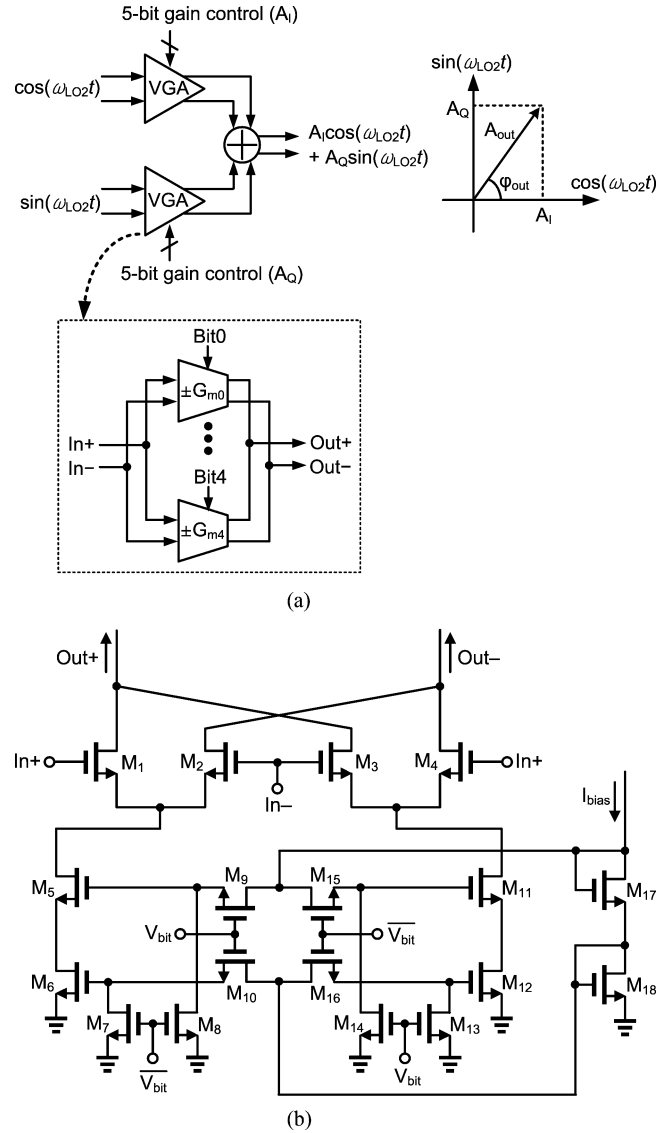 5-bit gain control (A_I)
cos(ω_LO2t)
VGA
A_Icos(ω_LO2t)
+ A_Qsin(ω_LO2t)
sin(ω_LO2t)
VGA
5-bit gain control (A_Q)
sin(ω_LO2t)
A_Q
A_out
φ_out
cos(ω_LO2t)
A_I
Bit0
±G_m0
In+
In−
Out+
Out−
Bit4
±G_m4
(a)
Out+
Out−
In+
M_1
M_2
M_3
M_4
In+
In−
I_bias
M_5
M_9
M_15
M_11
M_17
V_bit
V̅_bit
M_6
M_10
M_16
M_12
M_18
M_7
M_8
M_14
M_13
V̅_bit
V_bit
(b)